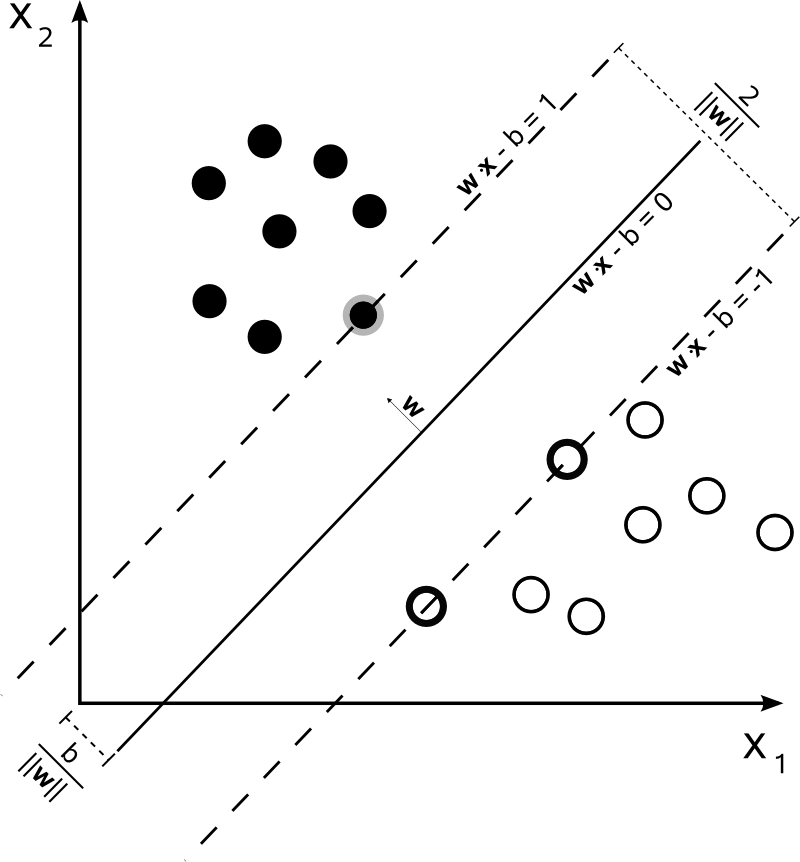 X₂
w·x - b = 1
2
‖w‖
w·x - b = 0
w·x - b = -1
w
b
‖w‖
X₁